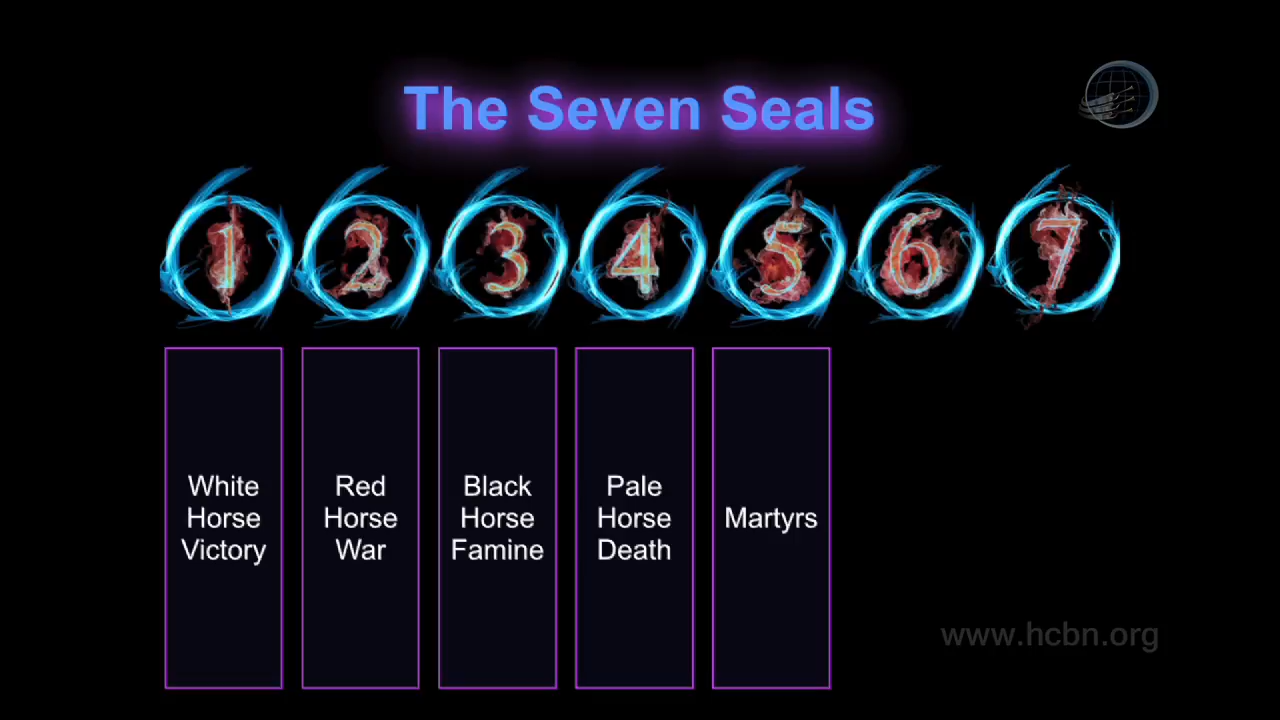 The Seven Seals
1 2 3 4 5 6 7
White
Horse
Victory
Red
Horse
War
Black
Horse
Famine
Pale
Horse
Death
Martyrs
www.hcbn.org